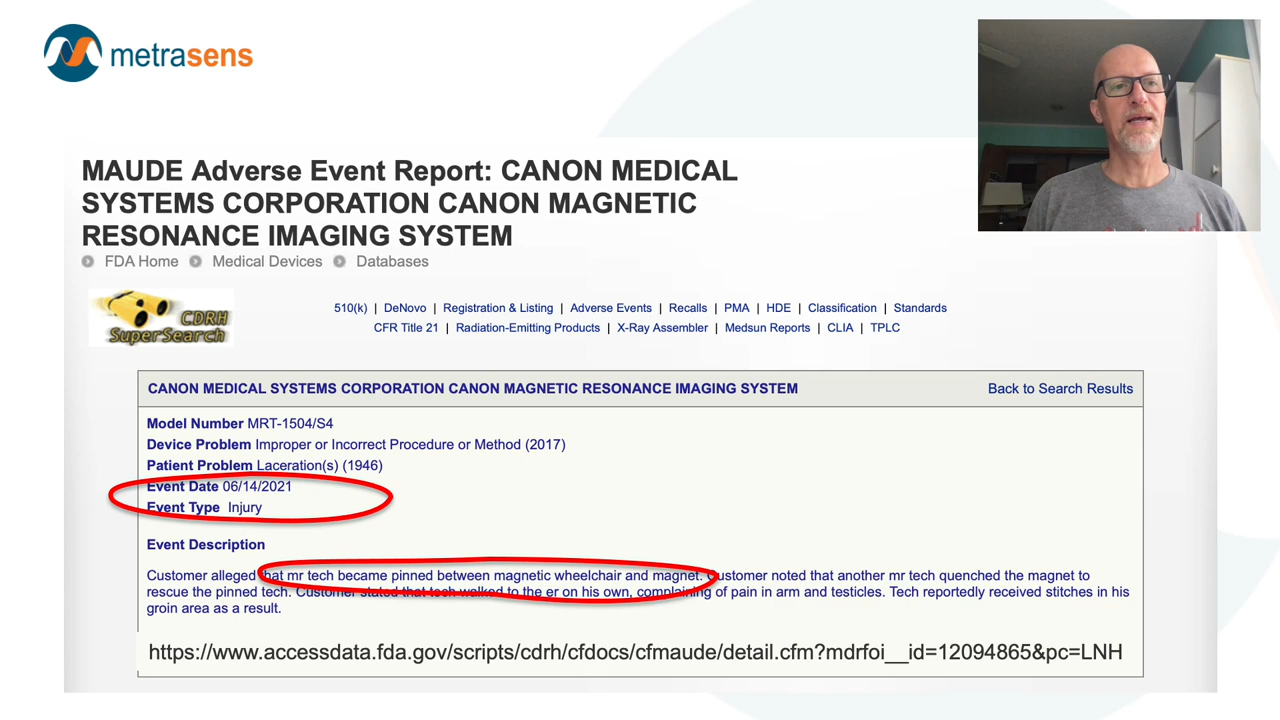 metrasens
MAUDE Adverse Event Report: CANON MEDICAL
SYSTEMS CORPORATION CANON MAGNETIC
RESONANCE IMAGING SYSTEM
FDA Home Medical Devices Databases
CDRH
SuperSearch
510(k) | DeNovo | Registration & Listing | Adverse Events | Recalls | PMA | HDE | Classification | Standards
CFR Title 21 | Radiation-Emitting Products | X-Ray Assembler | Medsun Reports | CLIA | TPLC
CANON MEDICAL SYSTEMS CORPORATION CANON MAGNETIC RESONANCE IMAGING SYSTEM Back to Search Results
Model Number MRT-1504/S4
Device Problem Improper or Incorrect Procedure or Method (2017)
Patient Problem Laceration(s) (1946)
Event Date 06/14/2021
Event Type Injury
Event Description
Customer alleged that mr tech became pinned between magnetic wheelchair and magnet. Customer noted that another mr tech quenched the magnet to
rescue the pinned tech. Customer stated that tech walked to the er on his own, complaining of pain in arm and testicles. Tech reportedly received stitches in his
groin area as a result.
https://www.accessdata.fda.gov/scripts/cdrh/cfdocs/cfmaude/detail.cfm?mdrfoi__id=12094865&pc=LNH